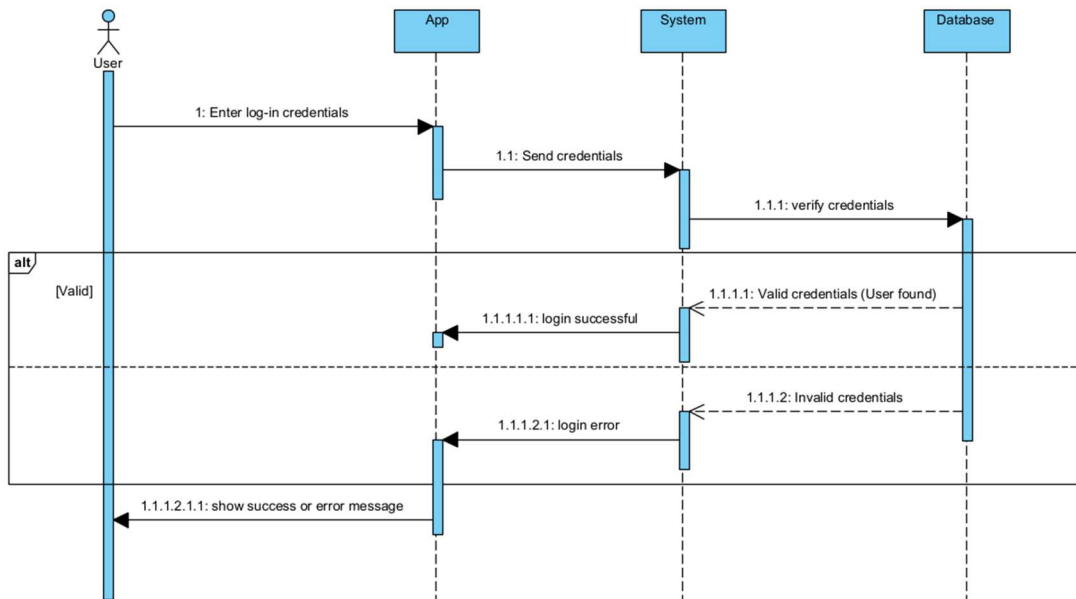 App
System
Database
User
1: Enter log-in credentials
1.1: Send credentials
1.1.1: verify credentials
alt
[Valid]
1.1.1.1: Valid credentials (User found)
1.1.1.1.1: login successful
1.1.1.2: Invalid credentials
1.1.1.2.1: login error
1.1.1.2.1.1: show success or error message